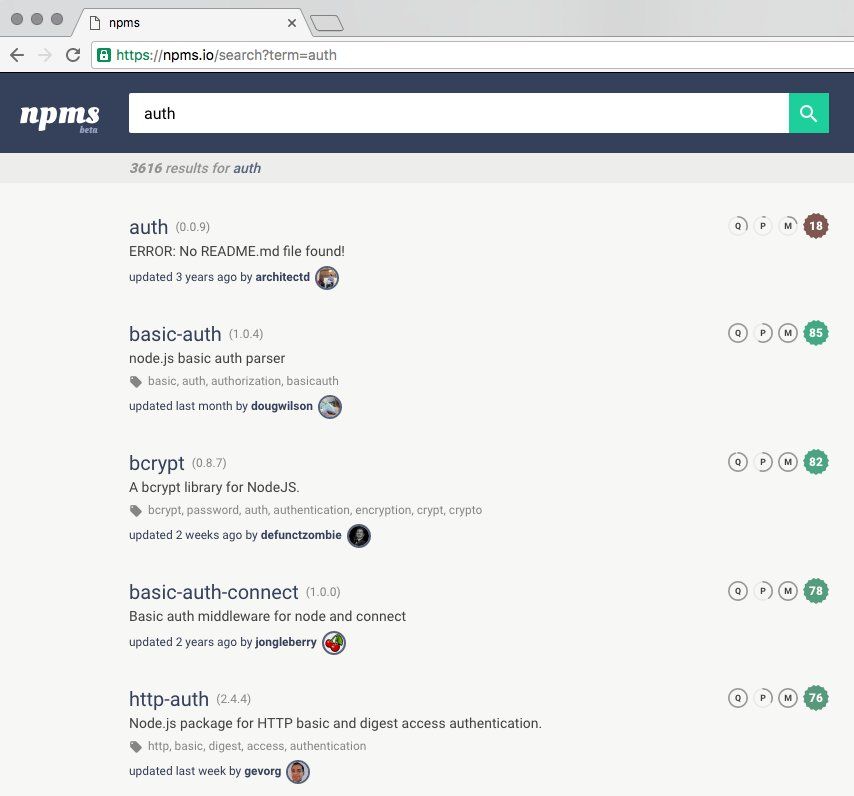 npms
https://npms.io/search?term=auth
npms
beta
auth
3616 results for auth
auth (0.0.9) Q P M 18
ERROR: No README.md file found!
updated 3 years ago by architectd
basic-auth (1.0.4) Q P M 85
node.js basic auth parser
basic, auth, authorization, basicauth
updated last month by dougwilson
bcrypt (0.8.7) Q P M 82
A bcrypt library for NodeJS.
bcrypt, password, auth, authentication, encryption, crypt, crypto
updated 2 weeks ago by defunctzombie
basic-auth-connect (1.0.0) Q P M 78
Basic auth middleware for node and connect
updated 2 years ago by jongleberry
http-auth (2.4.4) Q P M 76
Node.js package for HTTP basic and digest access authentication.
http, basic, digest, access, authentication
updated last week by gevorg